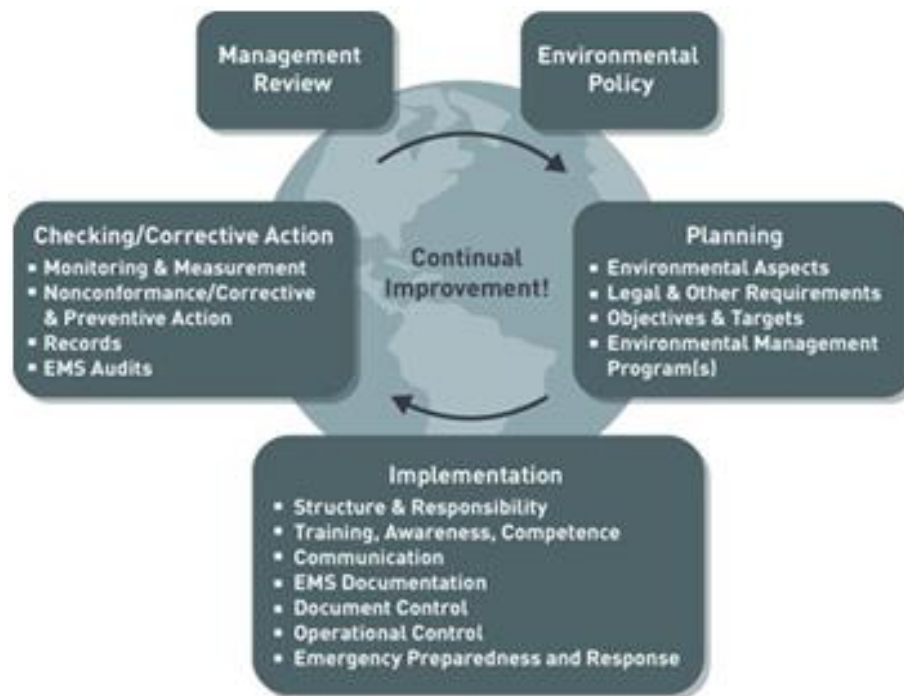 Management
Review
Environmental
Policy
Checking/Corrective Action
▪ Monitoring & Measurement
▪ Nonconformance/Corrective
& Preventive Action
▪ Records
▪ EMS Audits
Continual
Improvement!
Planning
▪ Environmental Aspects
▪ Legal & Other Requirements
▪ Objectives & Targets
▪ Environmental Management
Program(s)
Implementation
▪ Structure & Responsibility
▪ Training, Awareness, Competence
▪ Communication
▪ EMS Documentation
▪ Document Control
▪ Operational Control
▪ Emergency Preparedness and Response